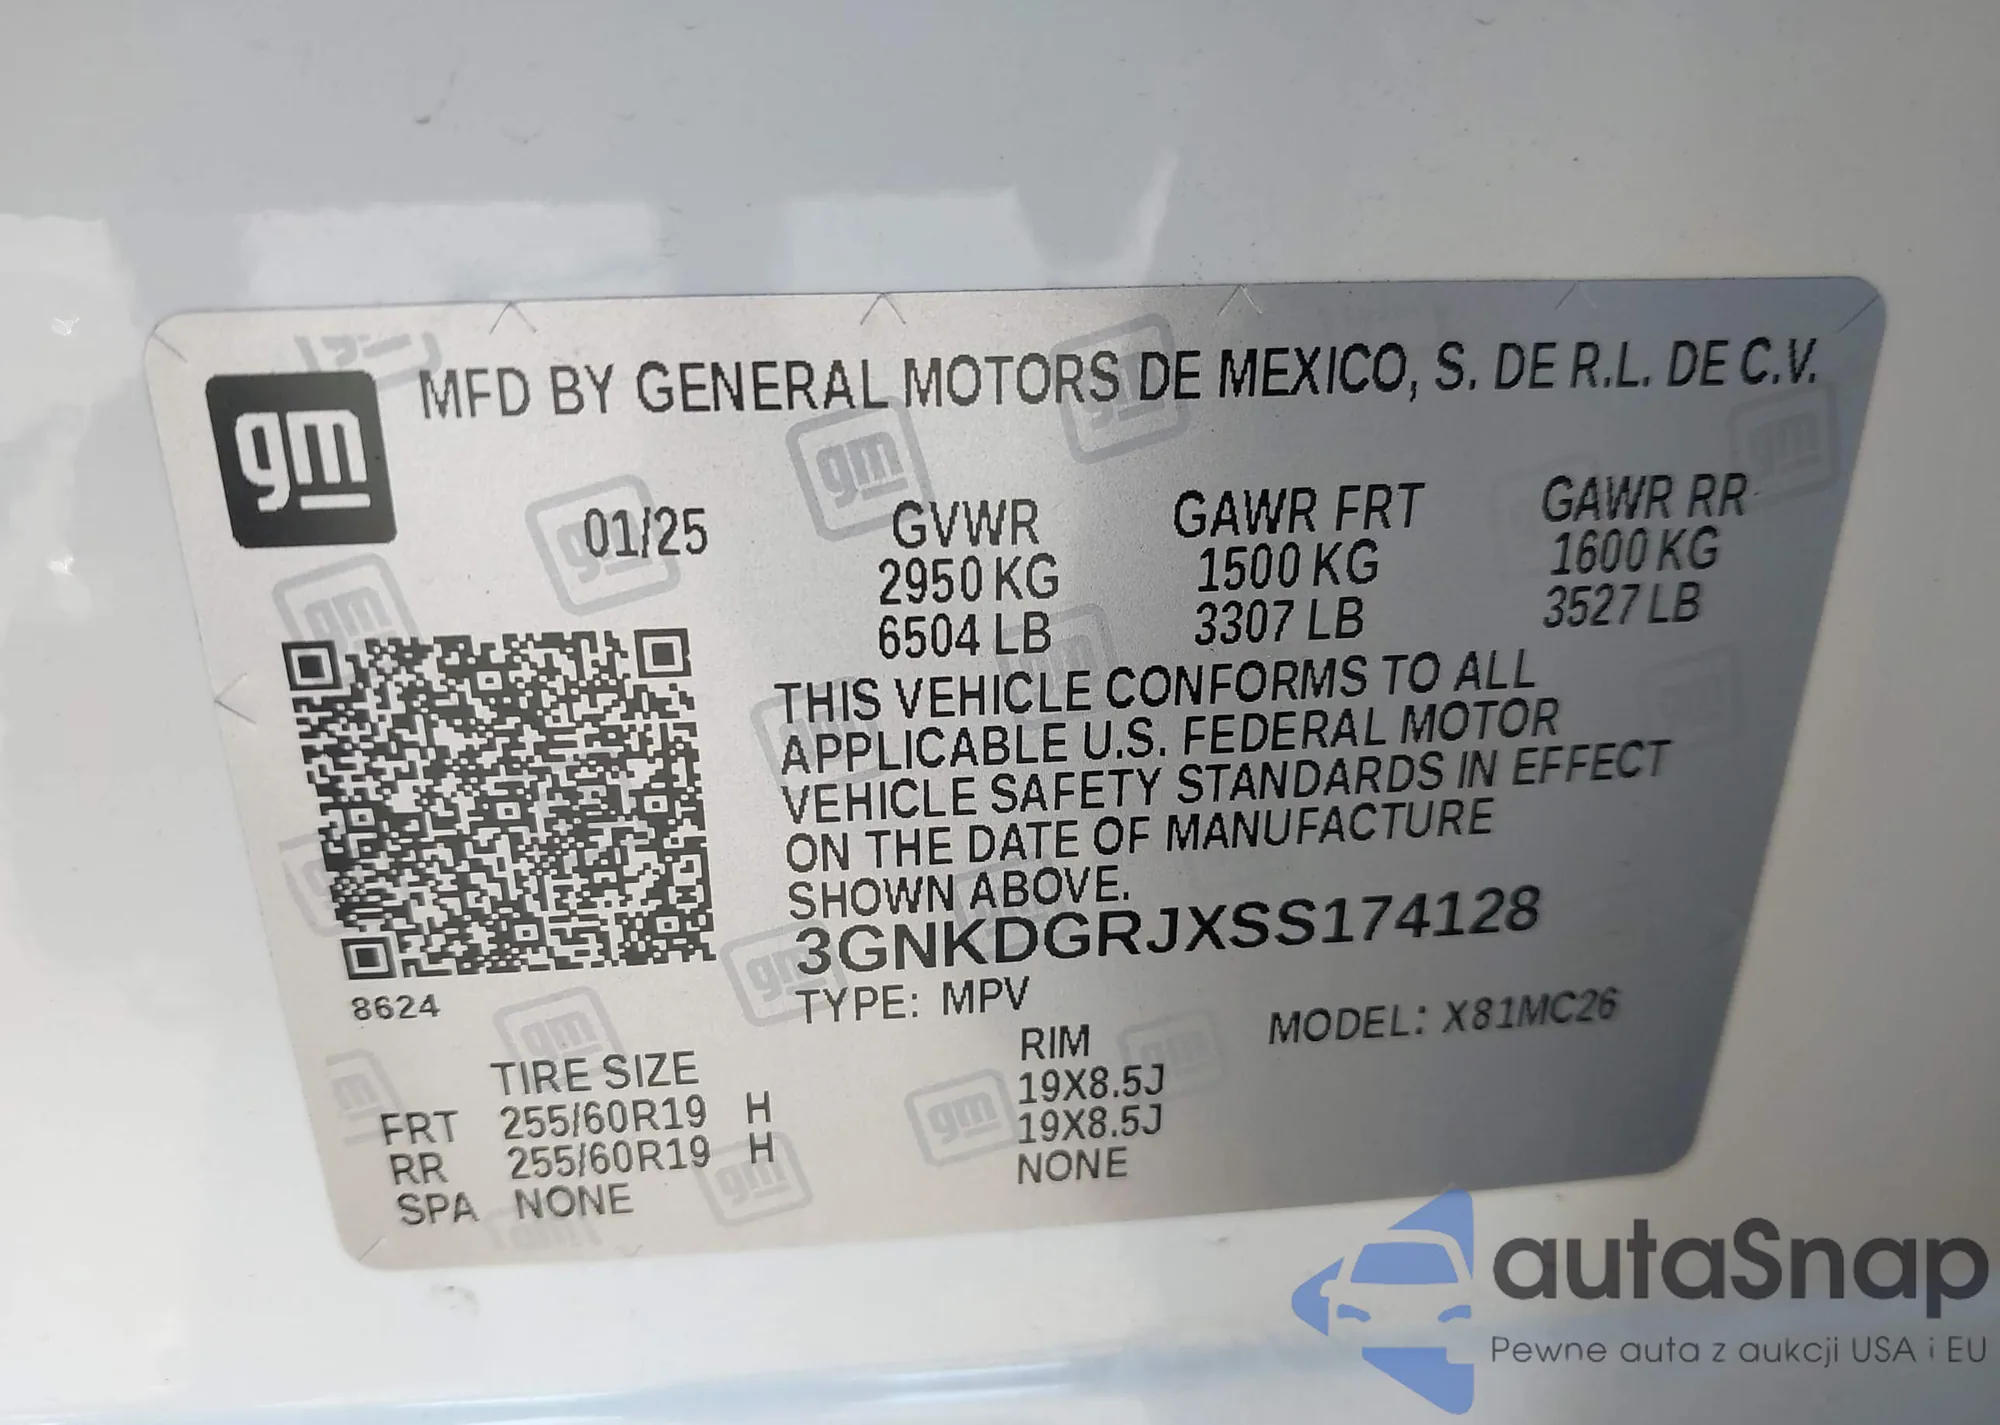 gm
MFD BY GENERAL MOTORS DE MEXICO, S. DE R.L. DE C.V.
01/25
GVWR GAWR FRT GAWR RR
2950 KG 1500 KG 1600 KG
6504 LB 3307 LB 3527 LB
THIS VEHICLE CONFORMS TO ALL
APPLICABLE U.S. FEDERAL MOTOR
VEHICLE SAFETY STANDARDS IN EFFECT
ON THE DATE OF MANUFACTURE
SHOWN ABOVE.
3GNKDGRJXSS174128
8624
TYPE: MPV MODEL: X81MC26
TIRE SIZE RIM
FRT 255/60R19 H 19X8.5J
RR 255/60R19 H 19X8.5J
SPA NONE NONE
autaSnap
Pewne auta z aukcji USA i EU